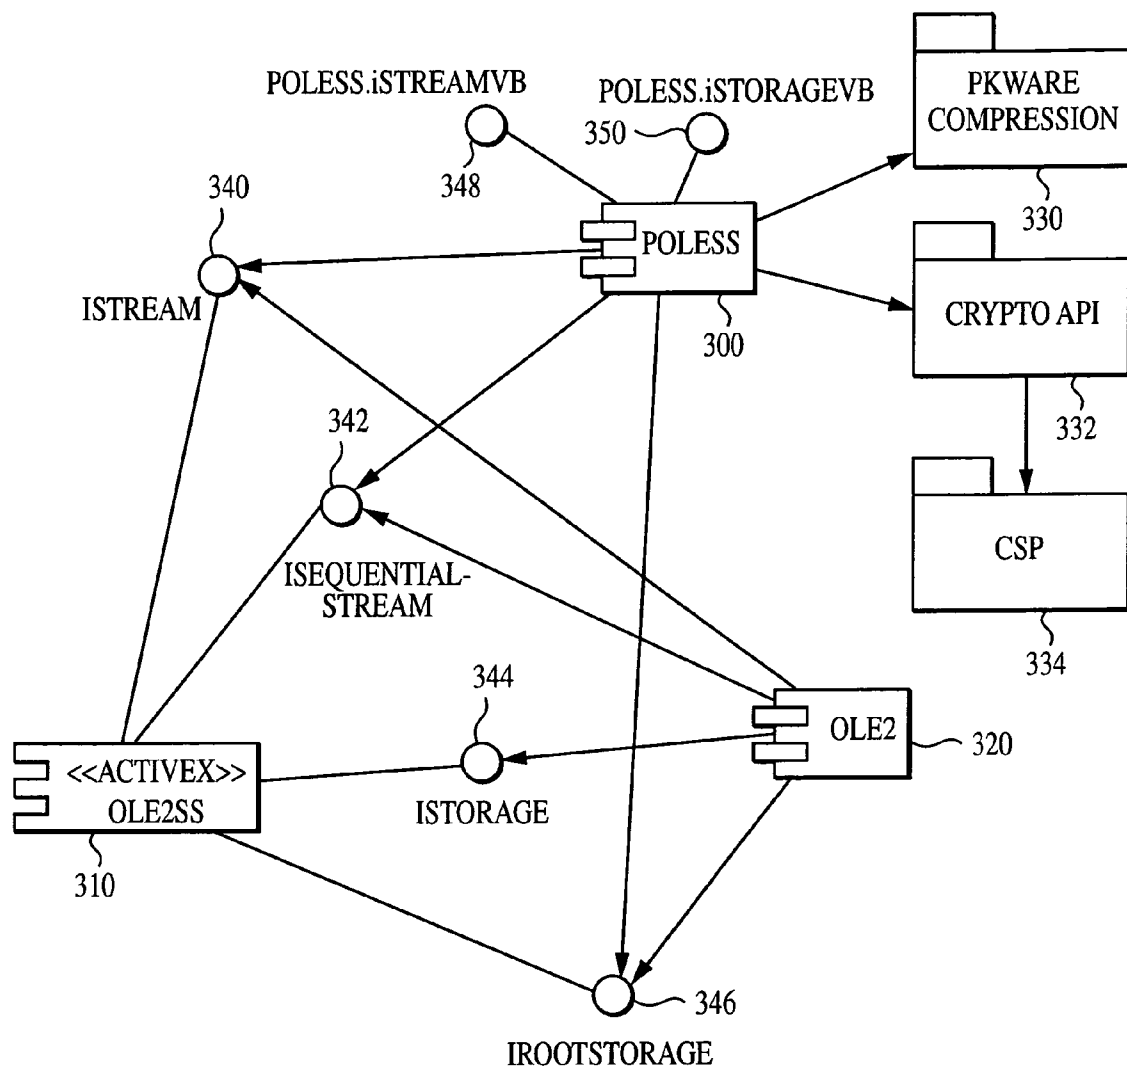 PKWARE
COMPRESSION
330
POLESS.iSTREAMVB
348
POLESS.iSTORAGEVB
350
340
ISTREAM
POLESS
300
CRYPTO API
332
342
ISEQUENTIAL-
STREAM
CSP
334
344
ISTORAGE
OLE2
320
<<ACTIVEX>>
OLE2SS
310
346
IROOTSTORAGE